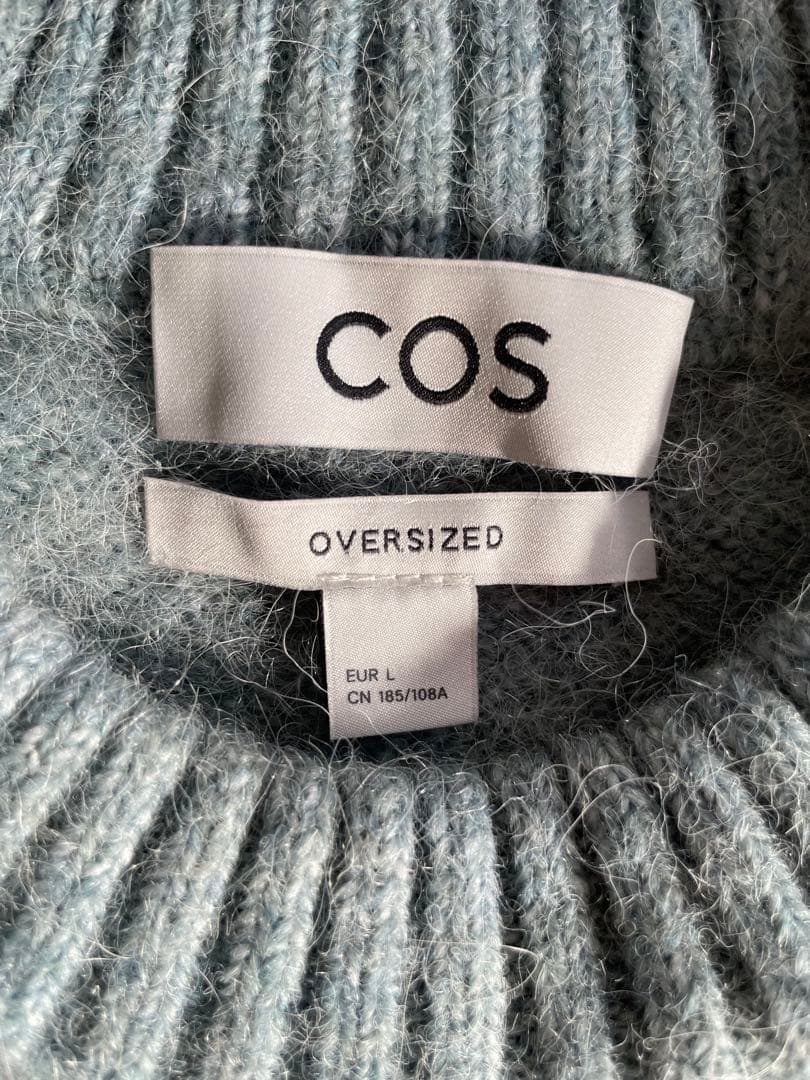 COS
OVERSIZED
EUR L
CN 185/108A